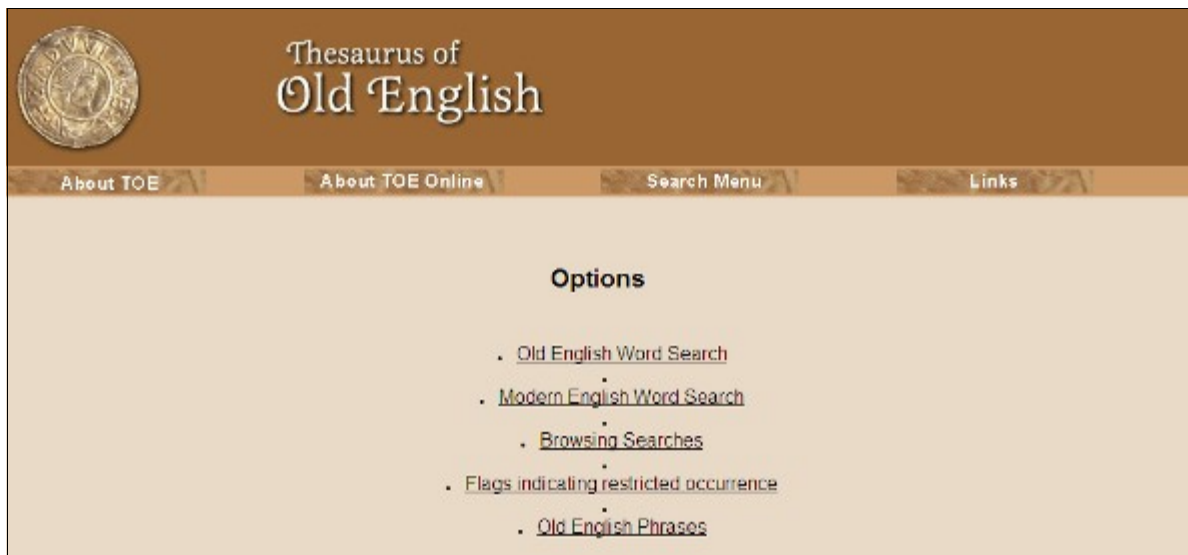 Thesaurus of
Old English
About TOE About TOE Online Search Menu Links
Options
Old English Word Search
Modern English Word Search
Browsing Searches
Flags indicating restricted occurrence
Old English Phrases